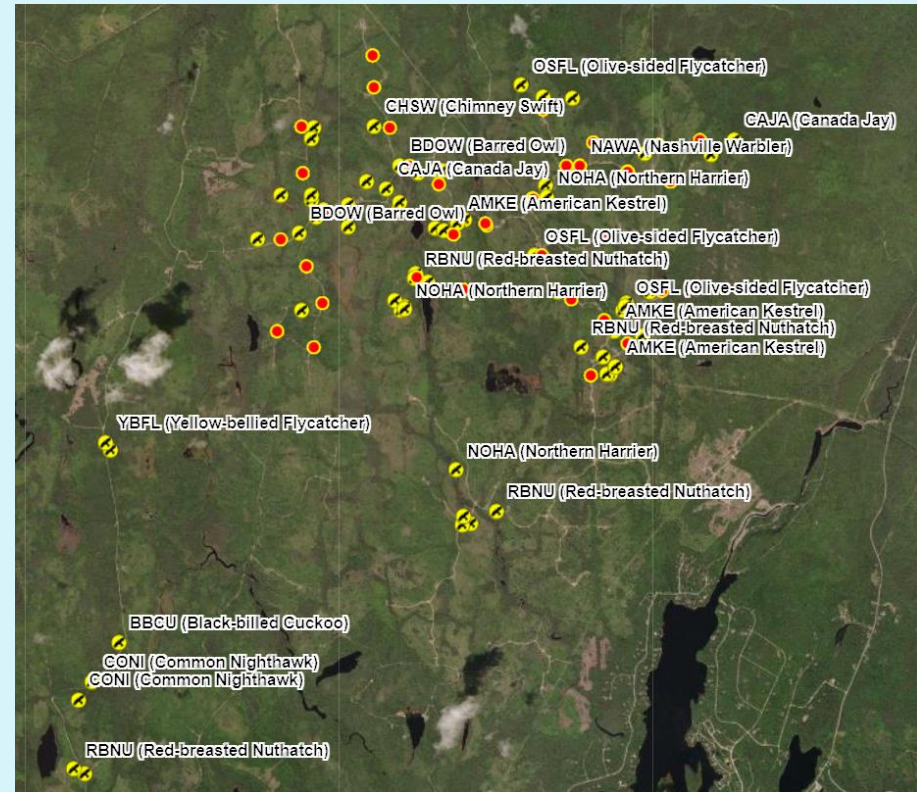 OSFL (Olive-sided Flycatcher)
CHSW (Chimney Swift)
CAJA (Canada Jay)
BDOW (Barred Owl)
NAWA (Nashville Warbler)
CAJA (Canada Jay)
NOHA (Northern Harrier)
AMKE (American Kestrel)
BDOW (Barred Owl)
OSFL (Olive-sided Flycatcher)
RBNU (Red-breasted Nuthatch)
NOHA (Northern Harrier)
OSFL (Olive-sided Flycatcher)
AMKE (American Kestrel)
RBNU (Red-breasted Nuthatch)
AMKE (American Kestrel)
YBFL (Yellow-bellied Flycatcher)
NOHA (Northern Harrier)
RBNU (Red-breasted Nuthatch)
BBCU (Black-billed Cuckoo)
CONI (Common Nighthawk)
CONI (Common Nighthawk)
RBNU (Red-breasted Nuthatch)